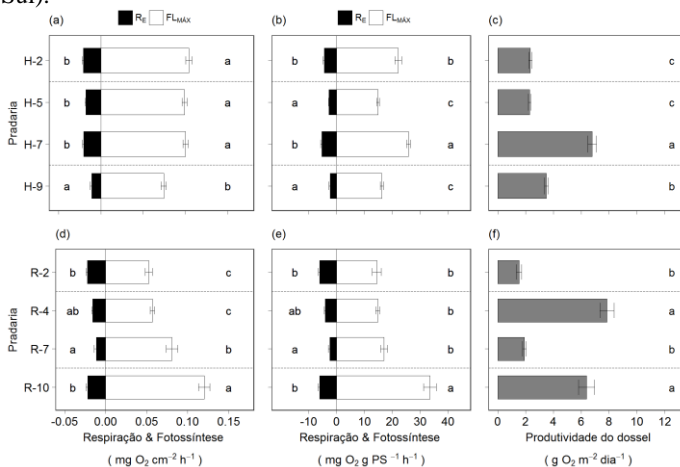 Sul).
(a) R_E FL_MÁX (b) R_E FL_MÁX (c)
H-2 b a b b c
H-5 b a a c c
Pradaria
H-7 b a b a a
H-9 a b a c b
(d) (e) (f)
R-2 b c b b b
R-4 ab c ab b a
Pradaria
R-7 a b a b b
R-10 b a b a a
-0.05 0.00 0.05 0.10 0.15 -10 0 10 20 30 40 0 2 4 6 8 10 12
Respiração & Fotossíntese Respiração & Fotossíntese Produtividade do dossel
( mg O₂ cm⁻² h⁻¹ ) ( mg O₂ g PS ⁻¹ h⁻¹ ) ( g O₂ m⁻² dia⁻¹ )